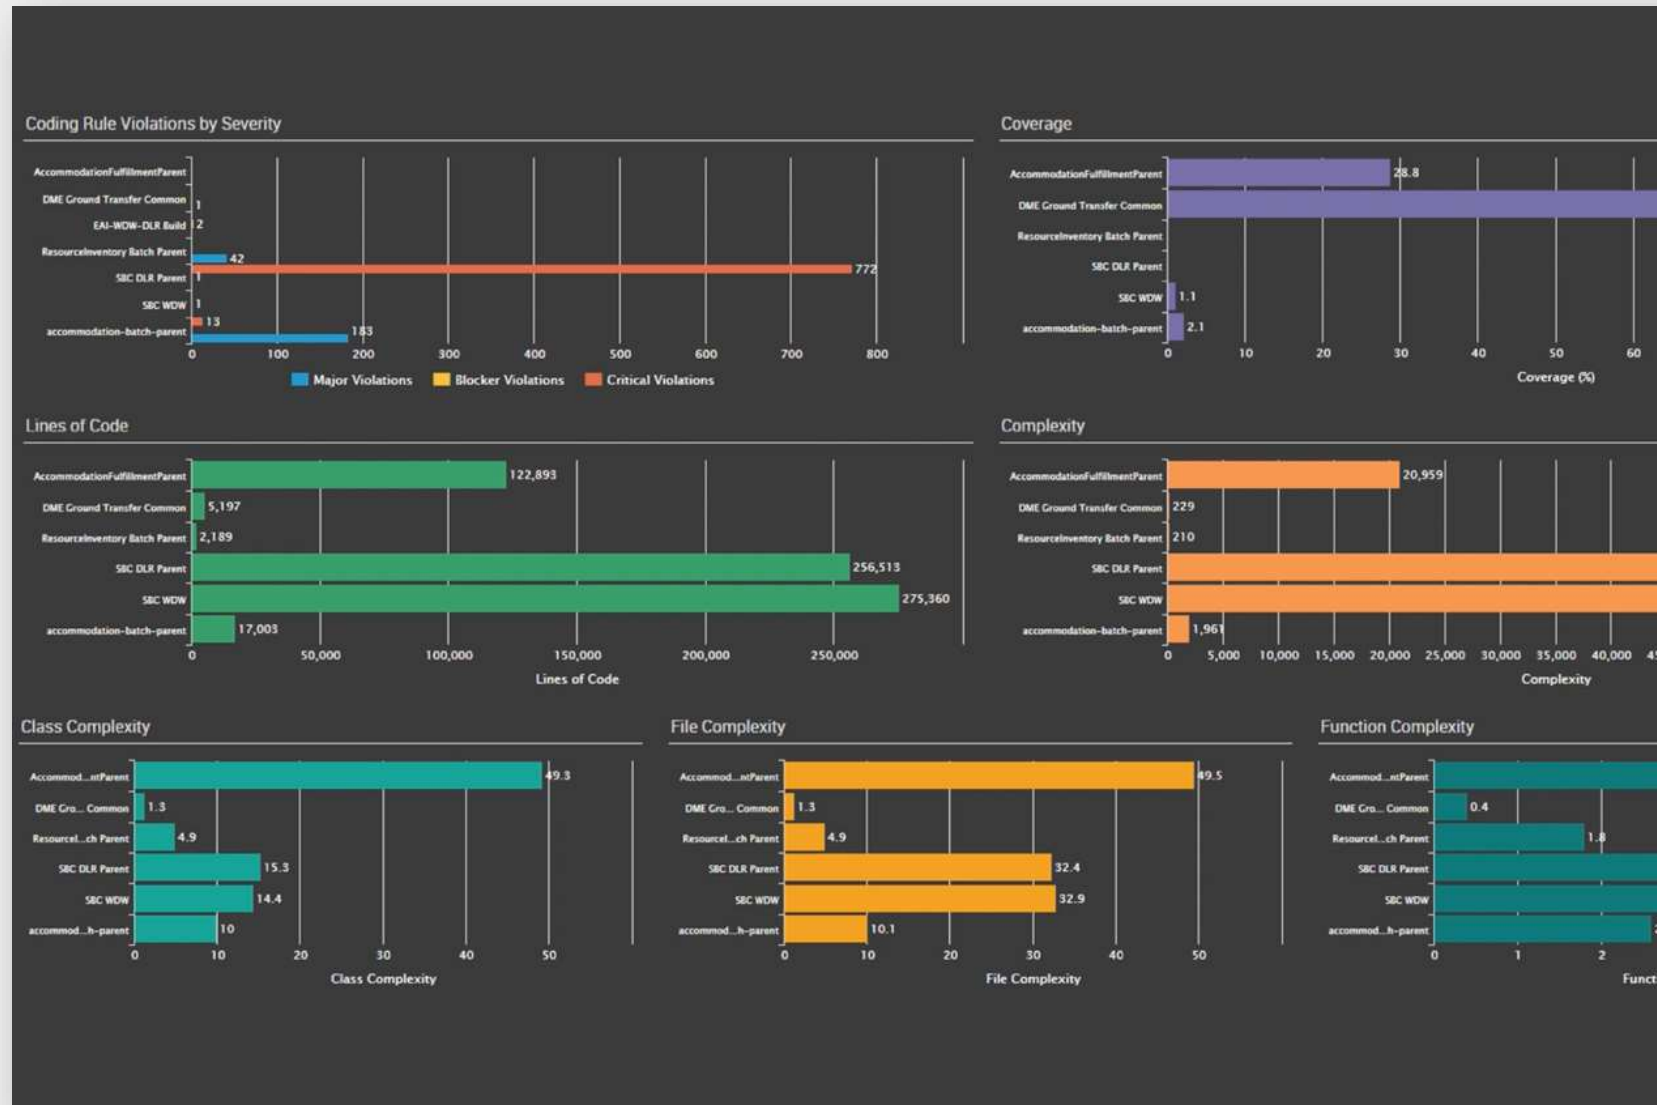 Coding Rule Violations by Severity
AccommodationFulfillmentParent
DME Ground Transfer Common
1
EAI-WDW-DLR Build
2
ResourceInventory Batch Parent
42
772
SBC DLR Parent
1
SBC WDW
1
13
accommodation-batch-parent
183
0 100 200 300 400 500 600 700 800
Major Violations Blocker Violations Critical Violations
Coverage
AccommodationFulfillmentParent
28.8
DME Ground Transfer Common
ResourceInventory Batch Parent
SBC DLR Parent
SBC WDW
1.1
accommodation-batch-parent
2.1
0 10 20 30 40 50 60
Coverage (%)
Lines of Code
AccommodationFulfillmentParent
122,893
DME Ground Transfer Common
5,197
ResourceInventory Batch Parent
2,189
SBC DLR Parent
256,513
SBC WDW
275,360
accommodation-batch-parent
17,003
0 50,000 100,000 150,000 200,000 250,000
Lines of Code
Complexity
AccommodationFulfillmentParent
20,959
DME Ground Transfer Common
229
ResourceInventory Batch Parent
210
SBC DLR Parent
SBC WDW
accommodation-batch-parent
1,961
0 5,000 10,000 15,000 20,000 25,000 30,000 35,000 40,000
Complexity
Class Complexity
Accommod...ntParent
49.3
DME Gro... Common
1.3
ResourceI...ch Parent
4.9
SBC DLR Parent
15.3
SBC WDW
14.4
accommod...h-parent
10
0 10 20 30 40 50
Class Complexity
File Complexity
Accommod...ntParent
49.5
DME Gro... Common
1.3
ResourceI...ch Parent
4.9
SBC DLR Parent
32.4
SBC WDW
32.9
accommod...h-parent
10.1
0 10 20 30 40 50
File Complexity
Function Complexity
Accommod...ntParent
DME Gro... Common
0.4
ResourceI...ch Parent
1.8
SBC DLR Parent
SBC WDW
accommod...h-parent
0 1 2